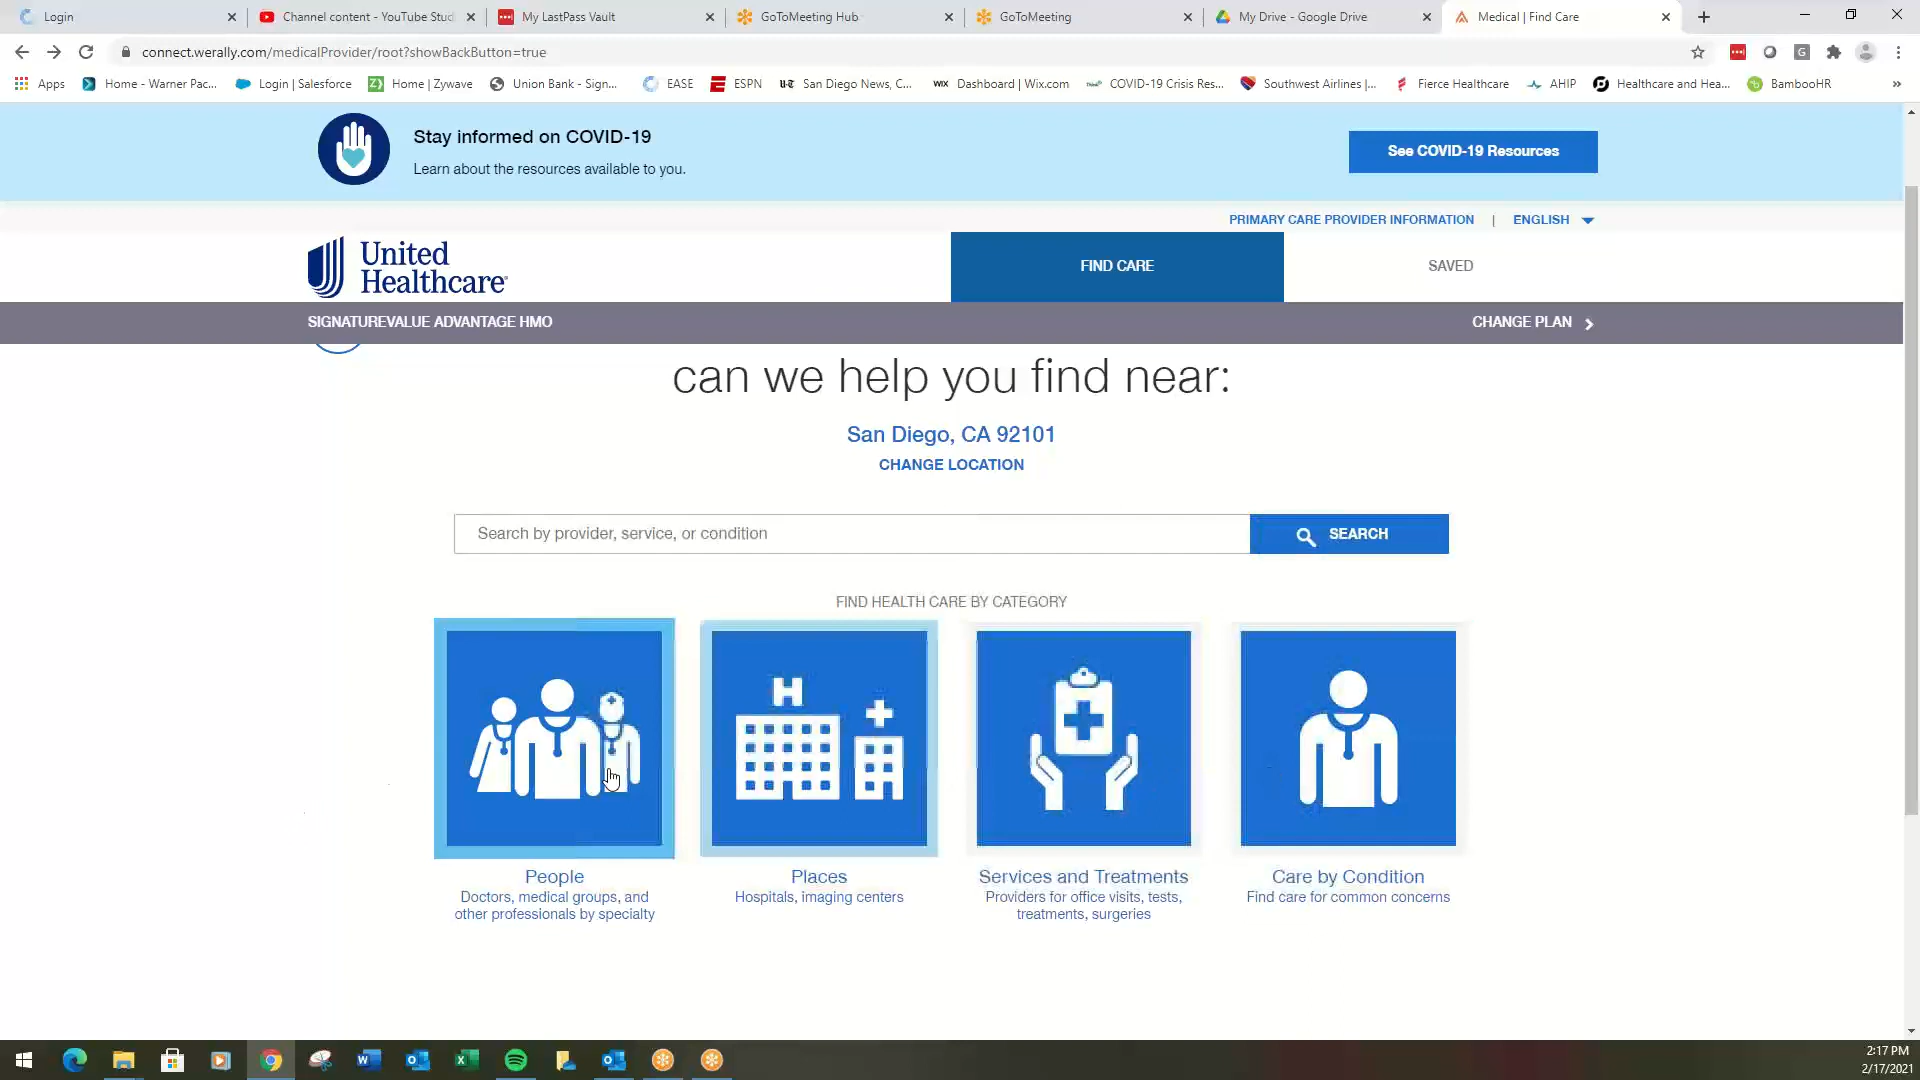 Login
Channel content - YouTube Stud
My LastPass Vault
GoToMeeting Hub
GoToMeeting
My Drive - Google Drive
Medical | Find Care
connect.werally.com/medicalProvider/root?showBackButton=true
Apps
Home - Warner Pac...
Login | Salesforce
Home | Zywave
Union Bank - Sign...
EASE
ESPN
San Diego News, C...
WIX Dashboard | Wix.com
COVID-19 Crisis Res...
Southwest Airlines |...
Fierce Healthcare
AHIP
Healthcare and Hea...
BambooHR
»
Stay informed on COVID-19
Learn about the resources available to you.
See COVID-19 Resources
PRIMARY CARE PROVIDER INFORMATION | ENGLISH
United
Healthcare
FIND CARE
SAVED
SIGNATUREVALUE ADVANTAGE HMO
CHANGE PLAN
can we help you find near:
San Diego, CA 92101
CHANGE LOCATION
Search by provider, service, or condition
SEARCH
FIND HEALTH CARE BY CATEGORY
H
People
Doctors, medical groups, and
other professionals by specialty
Places
Hospitals, imaging centers
Services and Treatments
Providers for office visits, tests,
treatments, surgeries
Care by Condition
Find care for common concerns
2:17 PM
2/17/2021